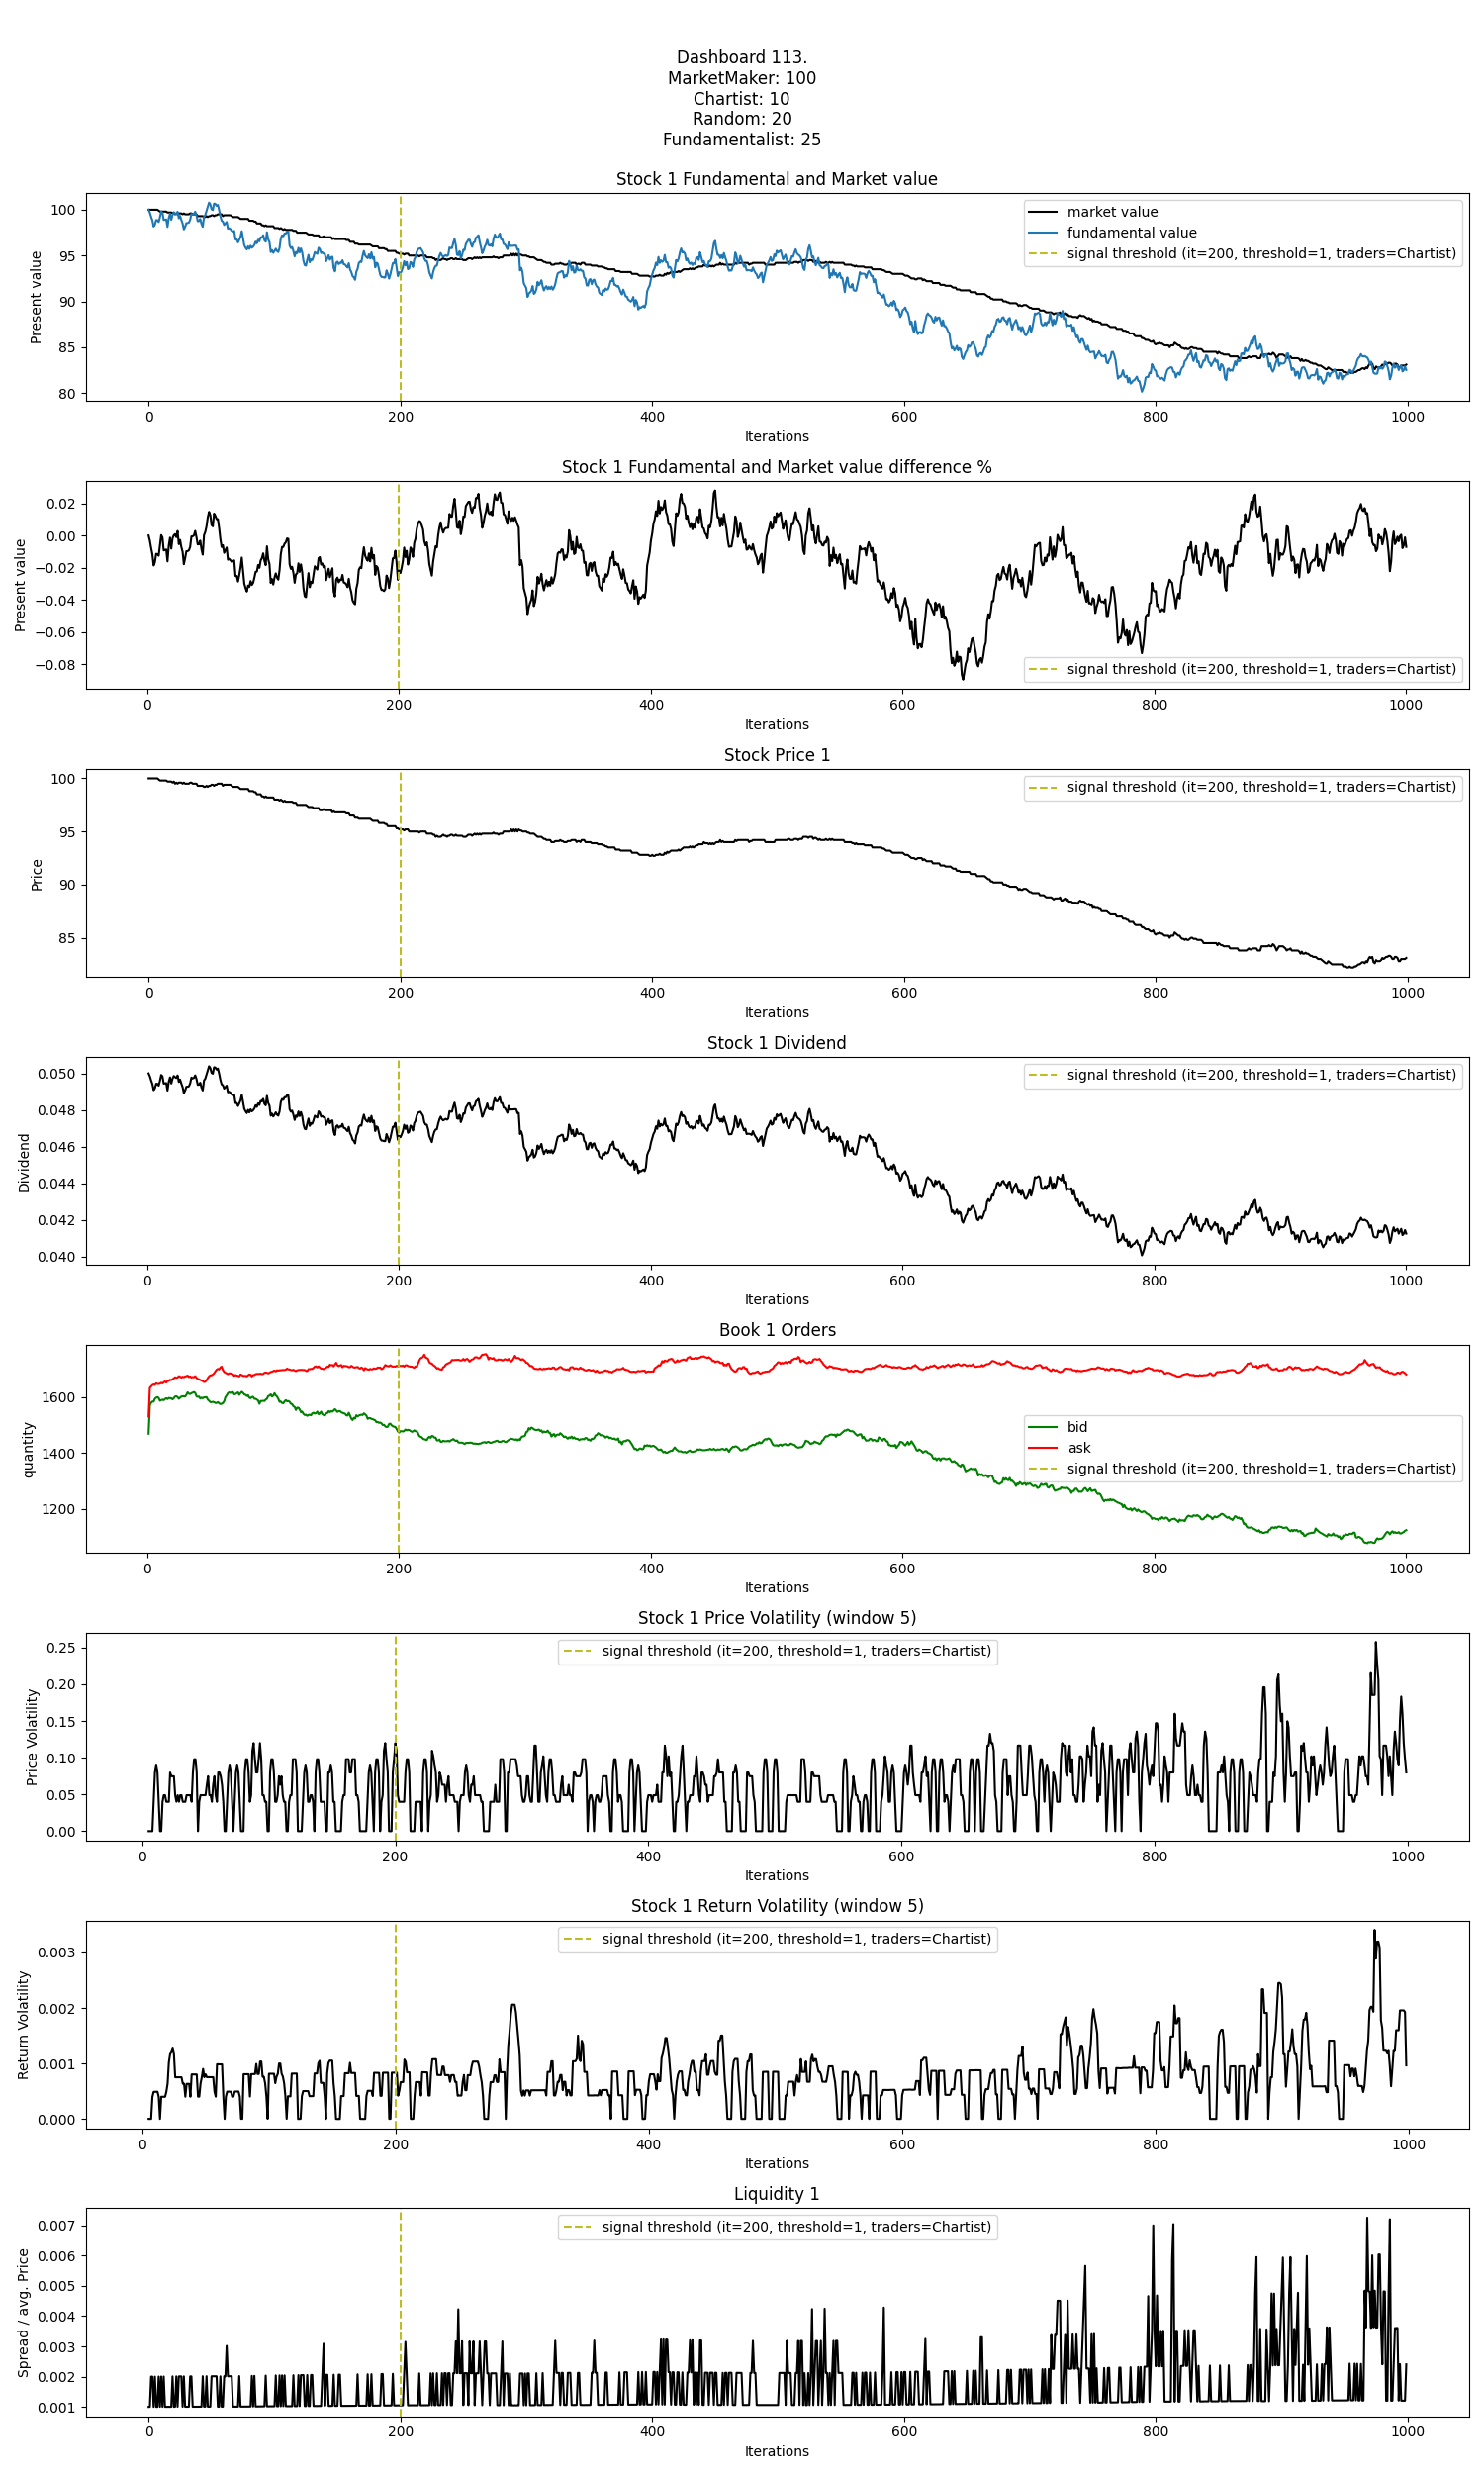 Dashboard 113.
MarketMaker: 100
Chartist: 10
Random: 20
Fundamentalist: 25
Stock 1 Fundamental and Market value
Present value
100
95
90
85
80
market value
fundamental value
signal threshold (it=200, threshold=1, traders=Chartist)
0 200 400 600 800 1000
Iterations
Stock 1 Fundamental and Market value difference %
Present value
0.02
0.00
−0.02
−0.04
−0.06
−0.08
signal threshold (it=200, threshold=1, traders=Chartist)
0 200 400 600 800 1000
Iterations
Stock Price 1
Price
100
95
90
85
signal threshold (it=200, threshold=1, traders=Chartist)
0 200 400 600 800 1000
Iterations
Stock 1 Dividend
Dividend
0.050
0.048
0.046
0.044
0.042
0.040
signal threshold (it=200, threshold=1, traders=Chartist)
0 200 400 600 800 1000
Iterations
Book 1 Orders
quantity
1600
1400
1200
bid
ask
signal threshold (it=200, threshold=1, traders=Chartist)
0 200 400 600 800 1000
Iterations
Stock 1 Price Volatility (window 5)
Price Volatility
0.25
0.20
0.15
0.10
0.05
0.00
signal threshold (it=200, threshold=1, traders=Chartist)
0 200 400 600 800 1000
Iterations
Stock 1 Return Volatility (window 5)
Return Volatility
0.003
0.002
0.001
0.000
signal threshold (it=200, threshold=1, traders=Chartist)
0 200 400 600 800 1000
Iterations
Liquidity 1
Spread / avg. Price
0.007
0.006
0.005
0.004
0.003
0.002
0.001
signal threshold (it=200, threshold=1, traders=Chartist)
0 200 400 600 800 1000
Iterations